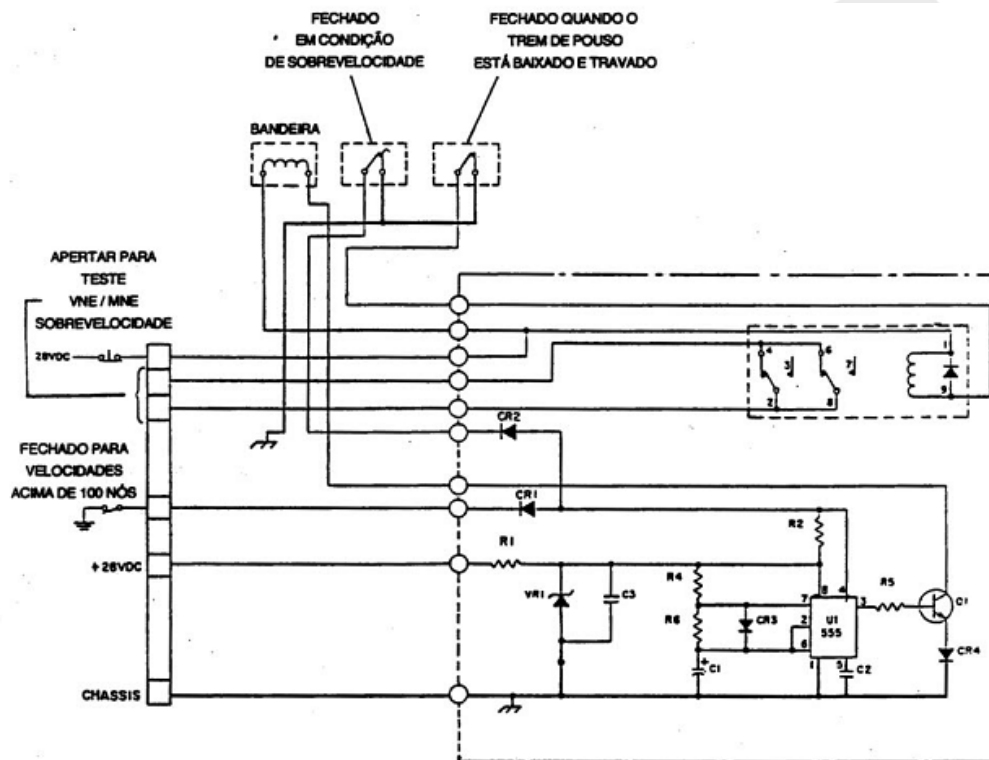 FECHADO
EM CONDIÇÃO
DE SOBREVELOCIDADE
FECHADO QUANDO O
TREM DE POUSO
ESTÁ BAIXADO E TRAVADO
BANDEIRA
APERTAR PARA
TESTE
VNE / MNE
SOBREVELOCIDADE
28VDC
FECHADO PARA
VELOCIDADES
ACIMA DE 100 NÓS
+28VDC
CHASSIS
4
3
2
6
7
8
1
9
CR2
CR1
R1
VR1
C3
R2
R4
R6
CR3
C1
7
2
6
8
4
3
1
5
U1
555
C2
R5
Q1
CR4